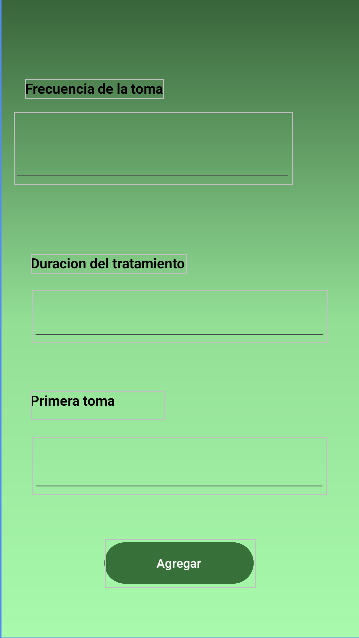 Frecuencia de la toma
Duracion del tratamiento
Primera toma
Agregar